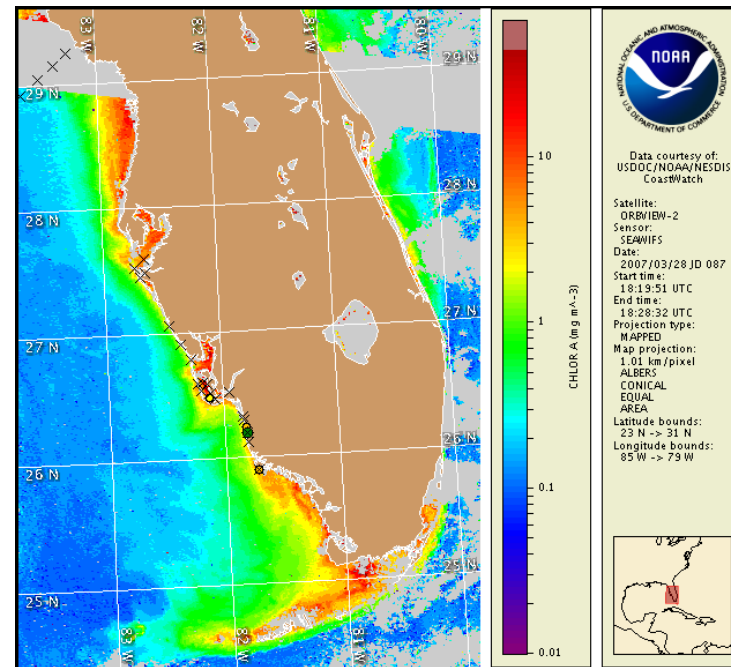 83 W
82 W
81 W
80 W
29 N
29 N
28 N
28 N
27 N
27 N
26 N
26 N
25 N
25 N
83 W
82 W
81 W
10
1
0.1
0.01
CHLOR A (mg m^-3)
NATIONAL OCEANIC AND ATMOSPHERIC ADMINISTRATION
NOAA
U.S. DEPARTMENT OF COMMERCE
Data courtesy of:
USDOC/NOAA/NESDIS
CoastWatch
Satellite:
ORBVIEW-2
Sensor:
SEAWIFS
Date:
2007/03/28 JD 087
Start time:
18:19:51 UTC
End time:
18:28:32 UTC
Projection type:
MAPPED
Map projection:
1.01 km/pixel
ALBERS
CONICAL
EQUAL
AREA
Latitude bounds:
23 N -> 31 N
Longitude bounds:
85 W -> 79 W